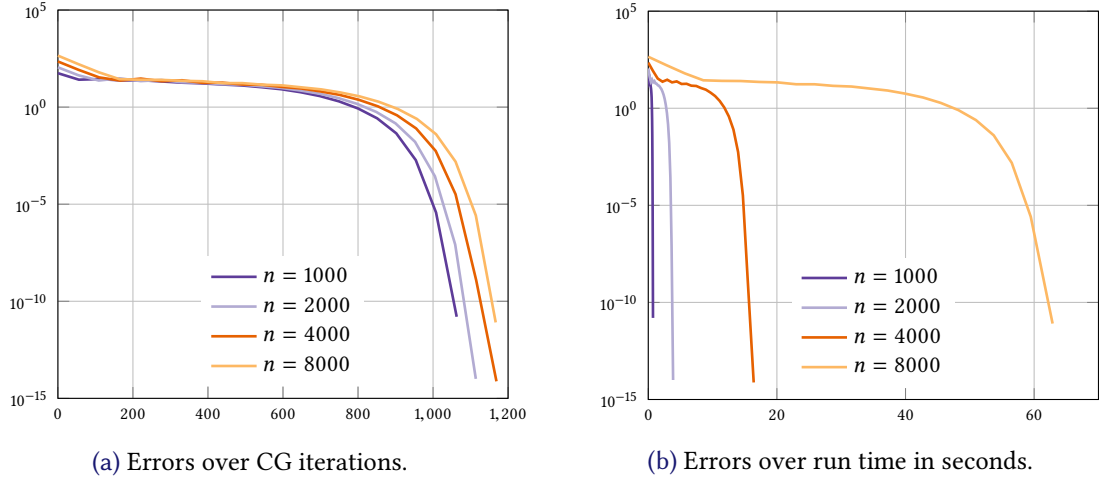 10^5
10^0
10^−5
10^−10
10^−15
n = 1000
n = 2000
n = 4000
n = 8000
0 200 400 600 800 1,000 1,200
(a) Errors over CG iterations.
10^5
10^0
10^−5
10^−10
10^−15
n = 1000
n = 2000
n = 4000
n = 8000
0 20 40 60
(b) Errors over run time in seconds.